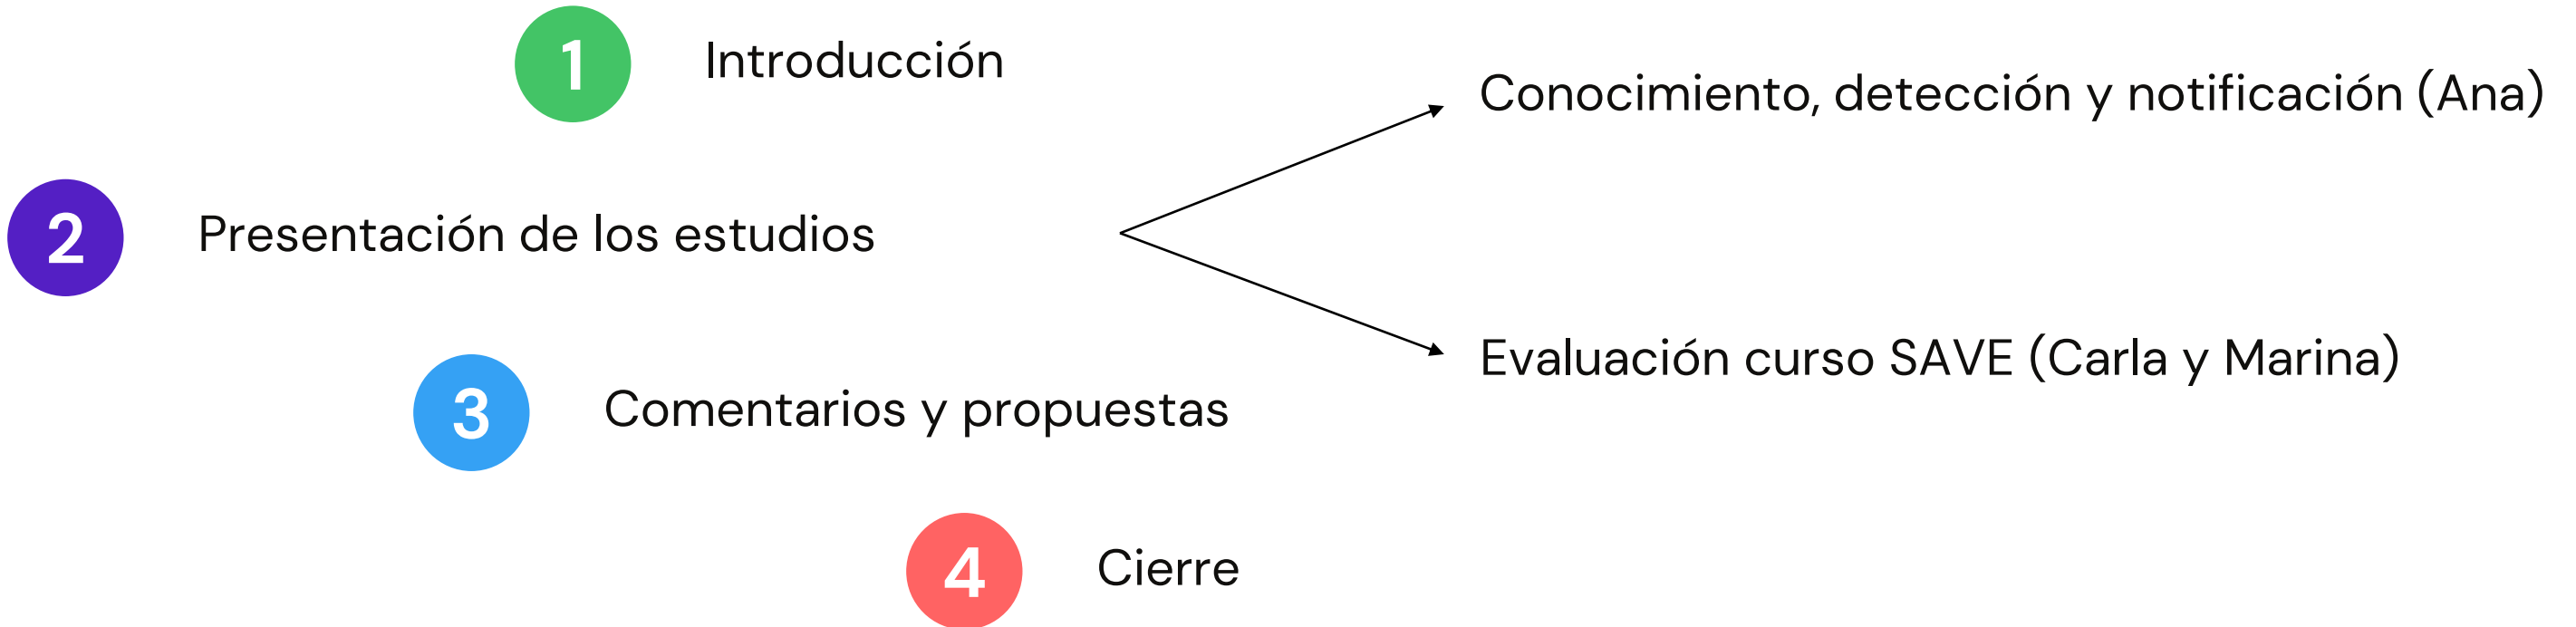 1 Introducción
2 Presentación de los estudios
Conocimiento, detección y notificación (Ana)
Evaluación curso SAVE (Carla y Marina)
3 Comentarios y propuestas
4 Cierre